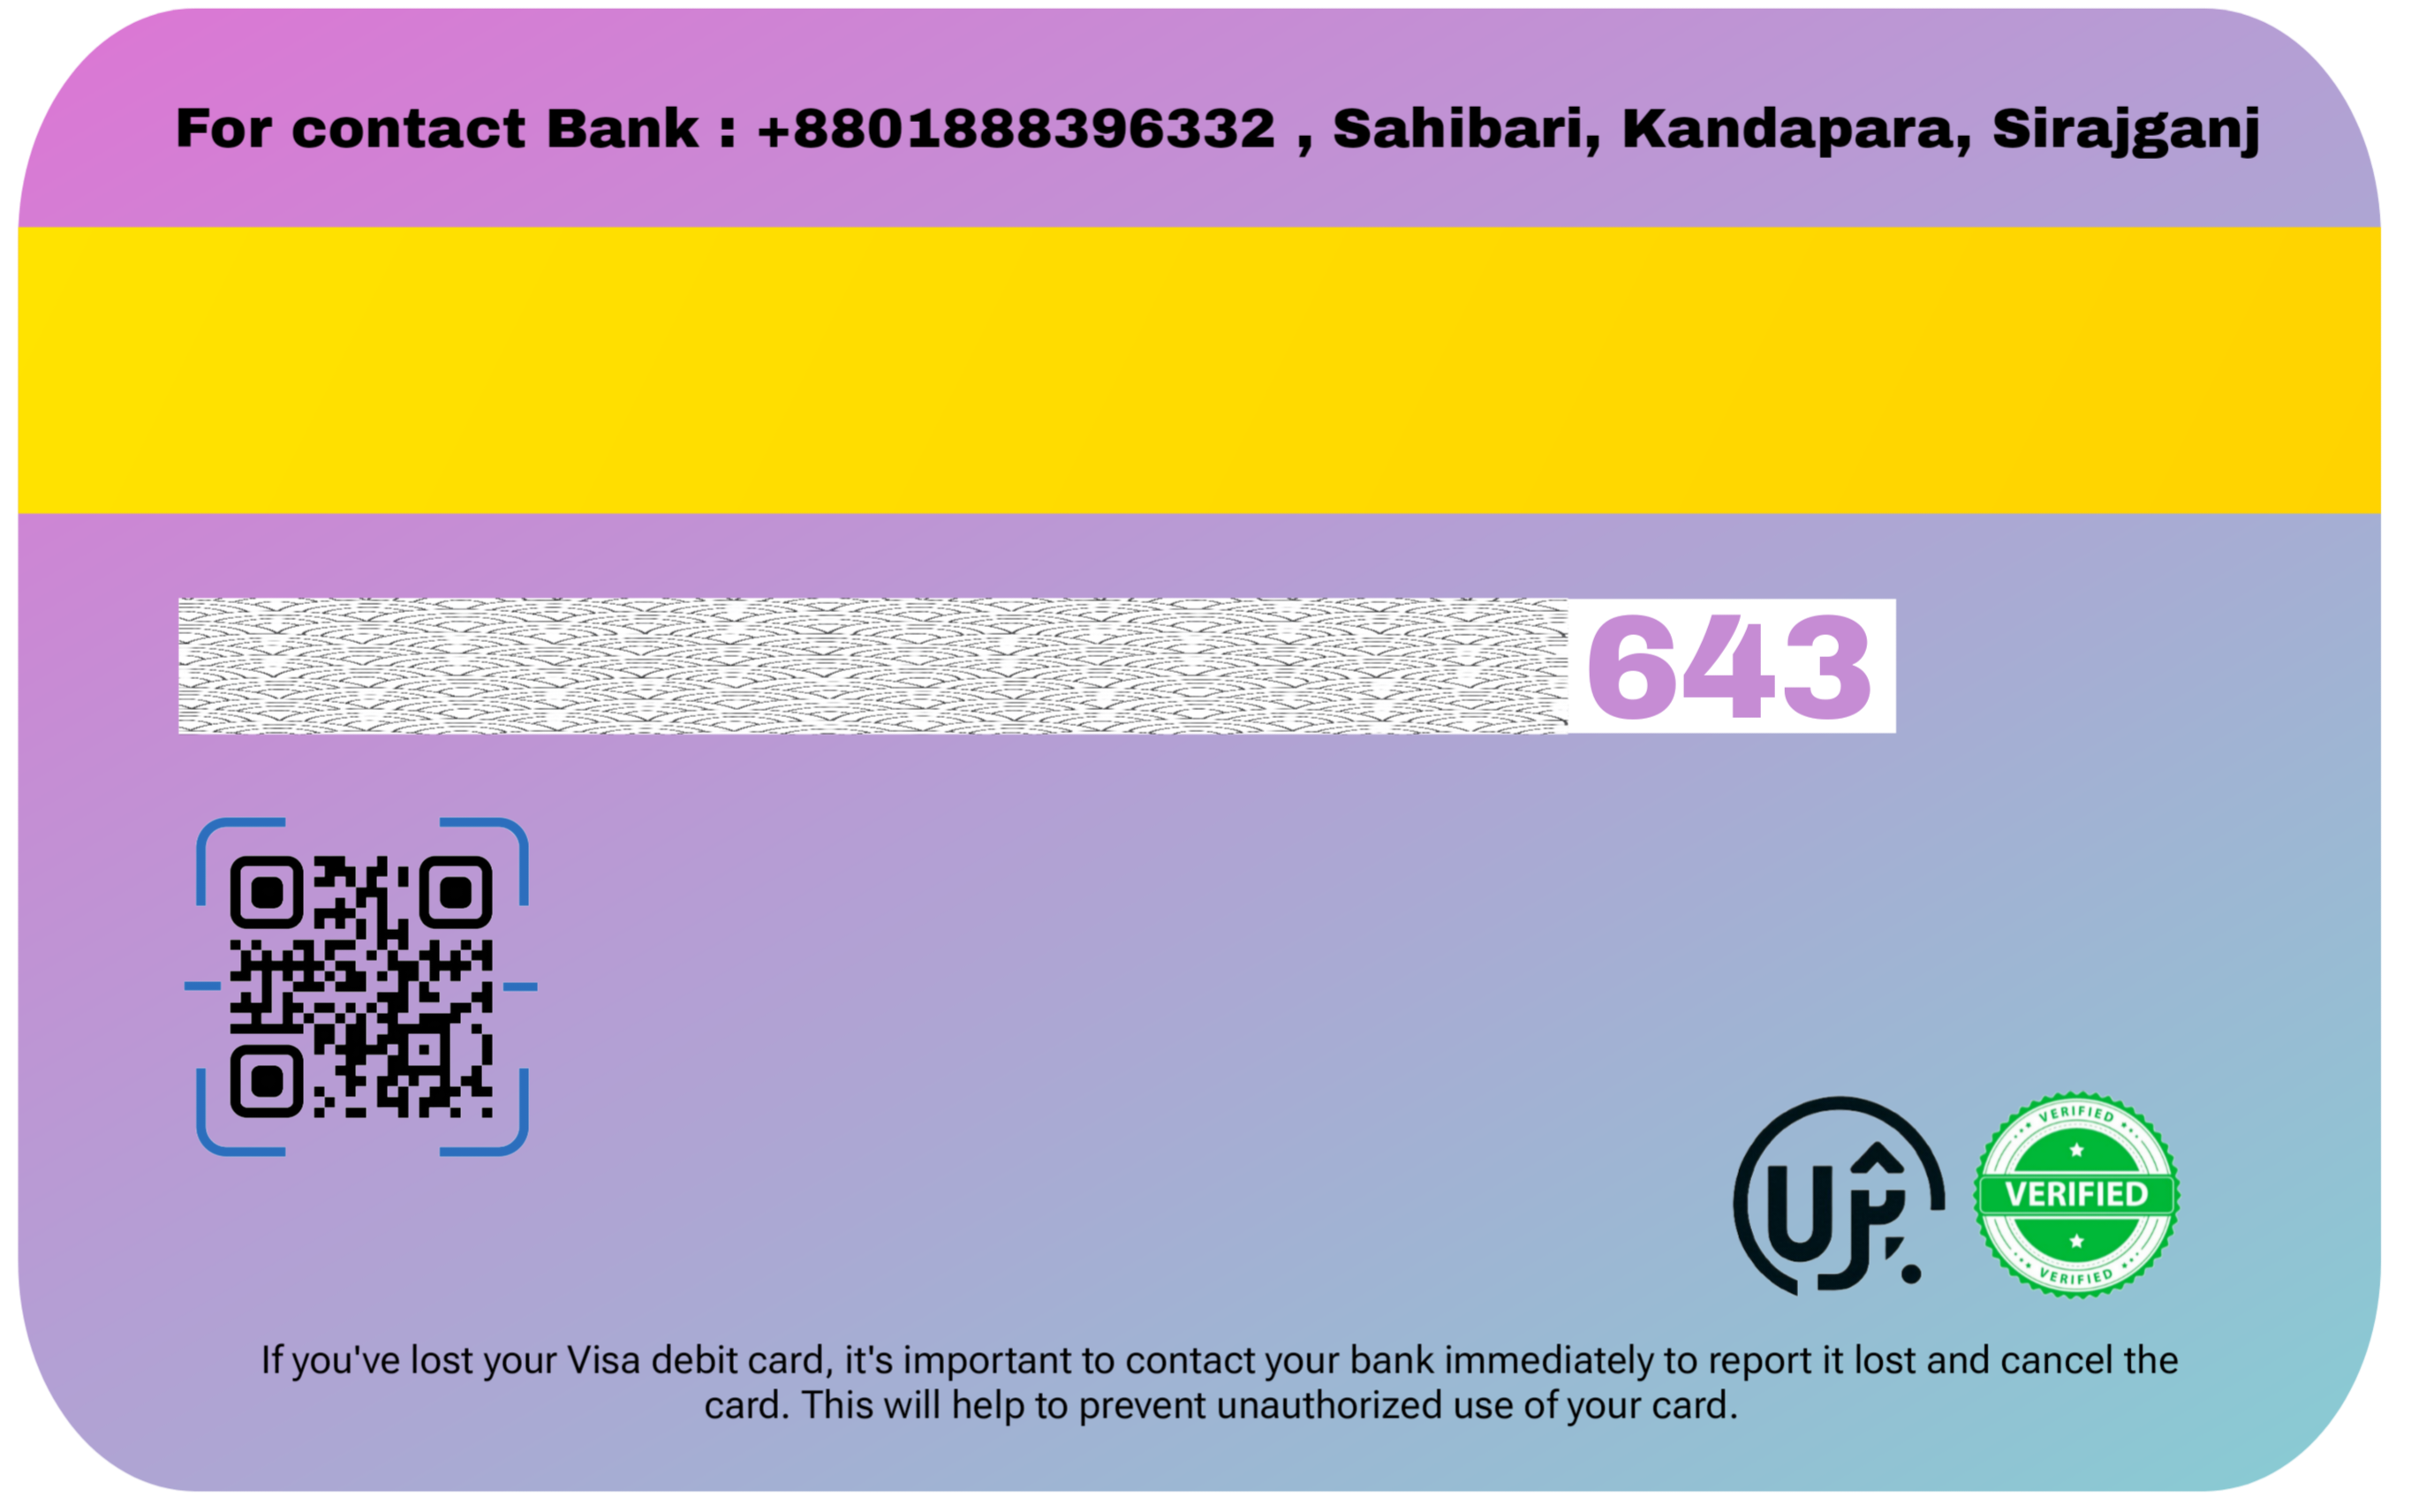 For contact Bank : +8801888396332 , Sahibari, Kandapara, Sirajganj
643
VERIFIED
VERIFIED
VERIFIED
If you've lost your Visa debit card, it's important to contact your bank immediately to report it lost and cancel the
card. This will help to prevent unauthorized use of your card.